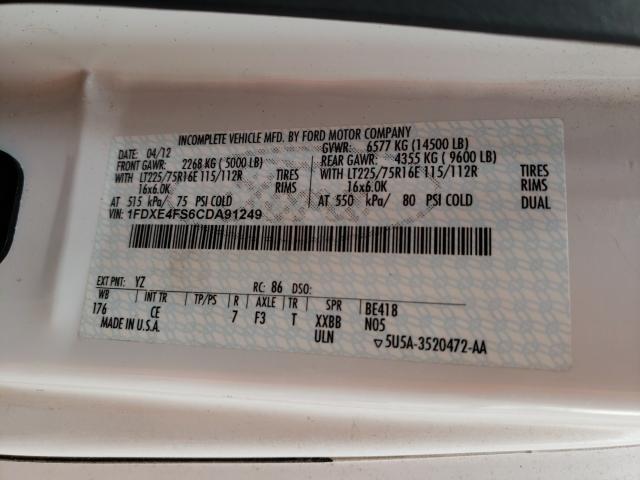 INCOMPLETE VEHICLE MFD. BY FORD MOTOR COMPANY
DATE: 04/12 GVWR: 6577 KG (14500 LB)
FRONT GAWR: 2268 KG (5000 LB) REAR GAWR: 4355 KG (9600 LB)
WITH LT225/75R16E 115/112R TIRES WITH LT225/75R16E 115/112R TIRES
16x6.0K RIMS 16x6.0K RIMS
AT 515 kPa/ 75 PSI COLD AT 550 kPa/ 80 PSI COLD DUAL
VIN: 1FDXE4FS6CDA91249
EXT PNT: YZ RC: 86 DSO:
WB INT TR TP/PS R AXLE TR SPR BE418
176 CE 7 F3 T XXBB N05
MADE IN U.S.A. ULN ▽5U5A-3520472-AA